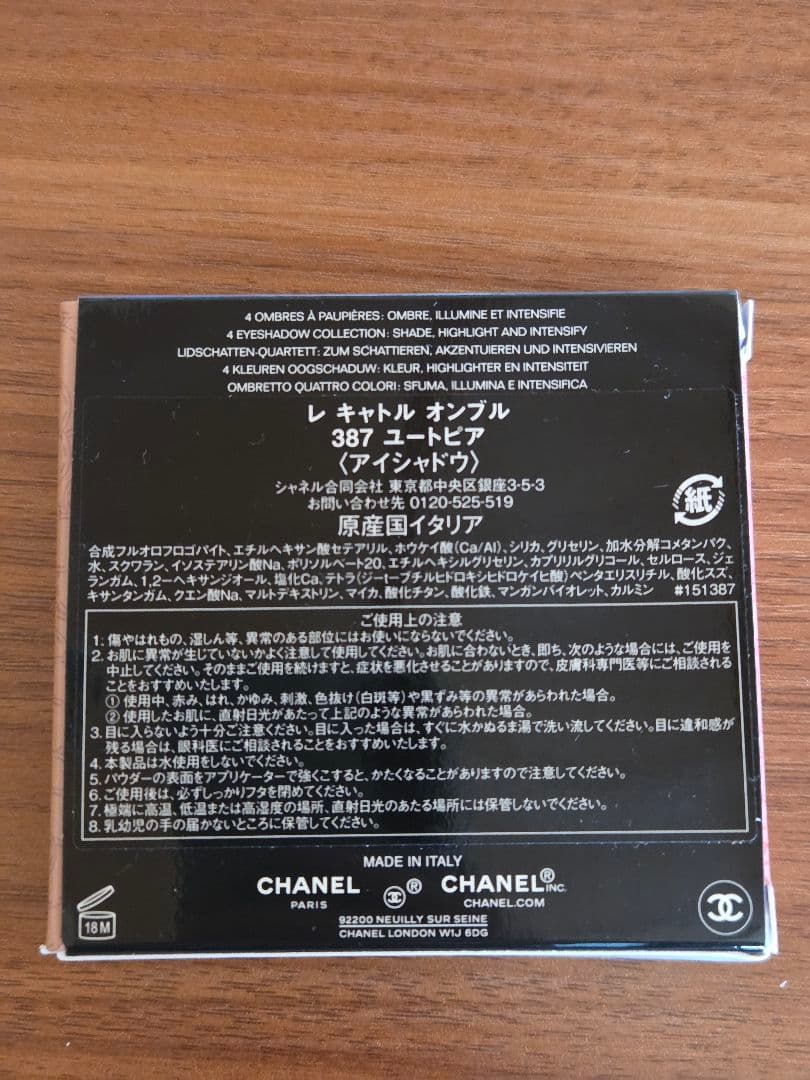 4 OMBRES À PAUPIÈRES: OMBRE, ILLUMINE ET INTENSIFIE
4 EYESHADOW COLLECTION: SHADE, HIGHLIGHT AND INTENSIFY
LIDSCHATTEN-QUARTETT: ZUM SCHATTIEREN, AKZENTUIEREN UND INTENSIVIEREN
4 KLEUREN OOGSCHADUW: KLEUR, HIGHLIGHTER EN INTENSITEIT
OMBRETTO QUATTRO COLORI: SFUMA, ILLUMINA E INTENSIFICA
レ キャトル オンブル
387 ユートピア
〈アイシャドウ〉
シャネル合同会社 東京都中央区銀座3-5-3
お問い合わせ先 0120-525-519
原産国イタリア
紙
合成フルオロフロゴパイト、エチルヘキサン酸セテアリル、ホウケイ酸(Ca/Al)、シリカ、グリセリン、加水分解コメタンパク、
水、スクワラン、イソステアリン酸Na、ポリソルベート20、エチルヘキシルグリセリン、カプリリルグリコール、セルロース、ジェ
ランガム、1,2-ヘキサンジオール、塩化Ca、テトラ(ジ-t-ブチルヒドロキシヒドロケイヒ酸)ペンタエリスリチル、酸化スズ、
キサンタンガム、クエン酸Na、マルトデキストリン、マイカ、酸化チタン、酸化鉄、マンガンバイオレット、カルミン #151387
ご使用上の注意
1. 傷やはれもの、湿しん等、異常のある部位にはお使いにならないでください。
2. お肌に異常が生じていないかよく注意して使用してください。お肌に合わないとき、即ち、次のような場合には、ご使用を
中止してください。そのままご使用を続けますと、症状を悪化させることがありますので、皮膚科専門医等にご相談される
ことをおすすめいたします。
① 使用中、赤み、はれ、かゆみ、刺激、色抜け(白斑等)や黒ずみ等の異常があらわれた場合。
② 使用したお肌に、直射日光があたって上記のような異常があらわれた場合。
3. 目に入らないよう十分ご注意ください。目に入った場合は、すぐに水かぬるま湯で洗い流してください。目に違和感が
残る場合は、眼科医にご相談されることをおすすめいたします。
4. 本製品は水使用をしないでください。
5. パウダーの表面をアプリケーターで強くこすると、かたくなることがありますので注意してください。
6. ご使用後は、必ずしっかりフタを閉めてください。
7. 極端に高温、低温または高湿度の場所、直射日光のあたる場所には保管しないでください。
8. 乳幼児の手の届かないところに保管してください。
MADE IN ITALY
CHANEL ® CHANEL® INC.
PARIS CHANEL.COM
92200 NEUILLY SUR SEINE
CHANEL LONDON W1J 6DG
18 M